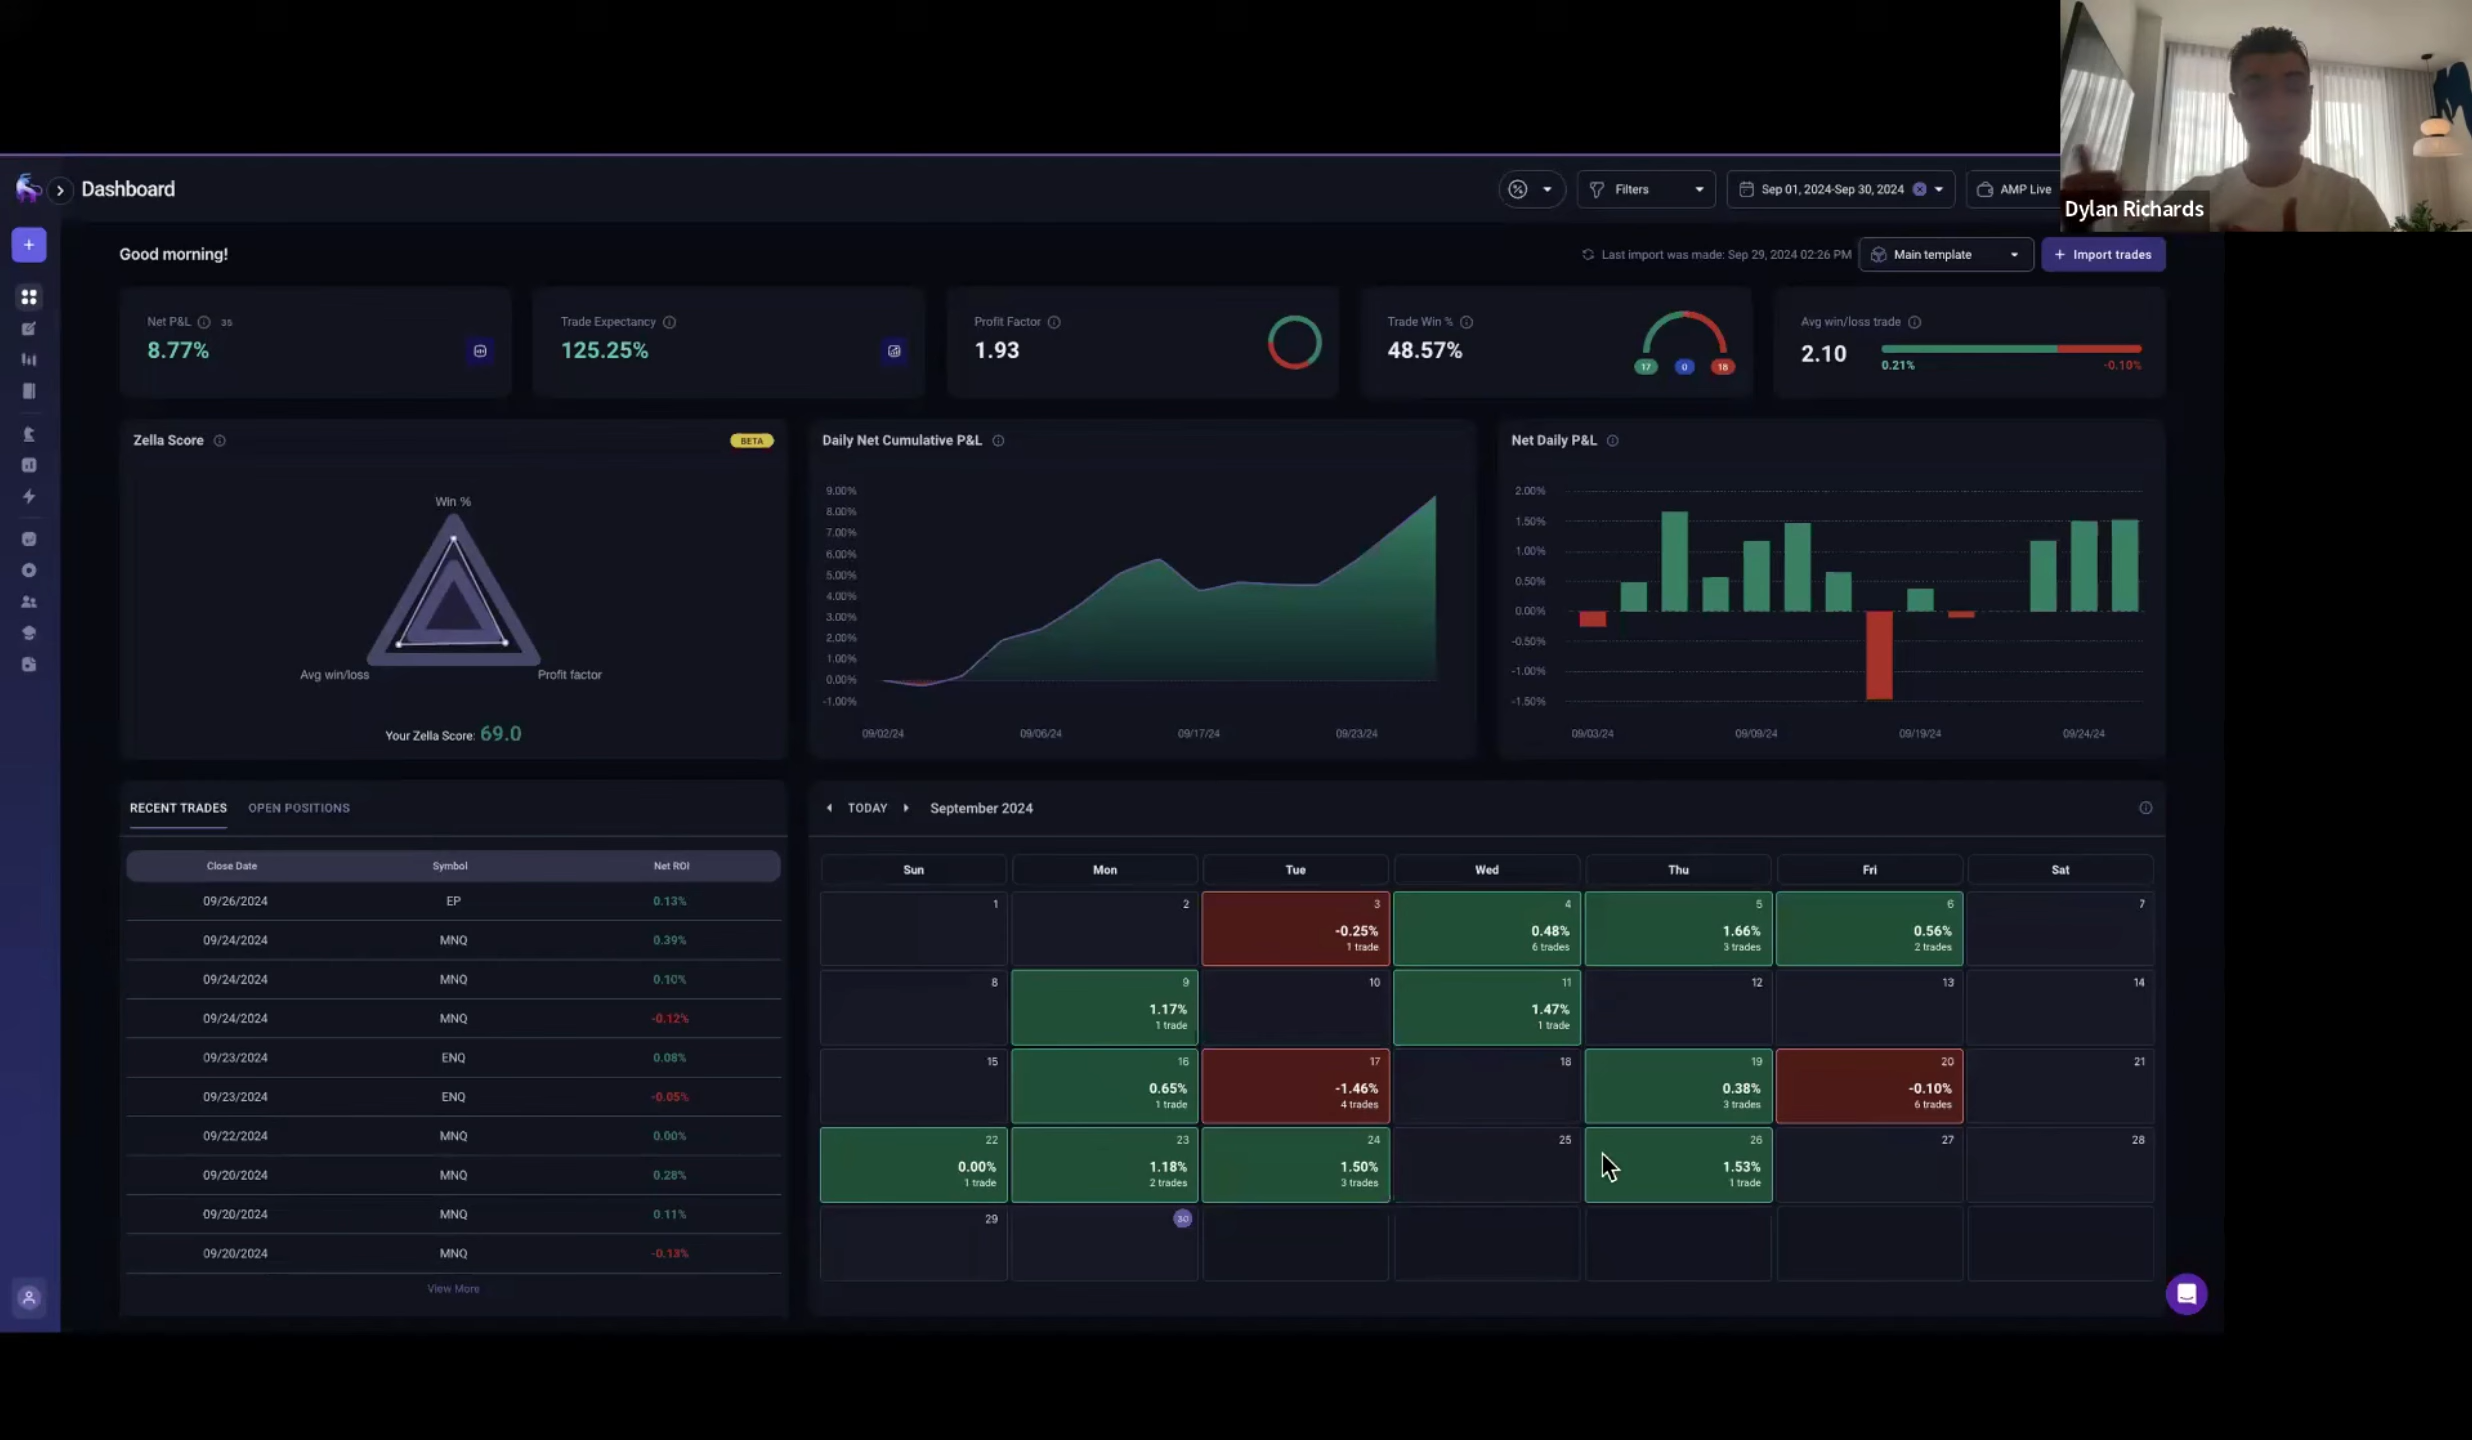 Dylan Richards
Dashboard
Filters
Sep 01, 2024-Sep 30, 2024
AMP Live
Good morning!
Last import was made: Sep 29, 2024 02:26 PM
Main template
+ Import trades
Net P&L 35
8.77%
Trade Expectancy
125.25%
Profit Factor
1.93
Trade Win %
48.57%
17 0 18
Avg win/loss trade
2.10
0.21% -0.10%
Zella Score
BETA
Win %
Avg win/loss
Profit factor
Your Zella Score: 69.0
Daily Net Cumulative P&L
9.00%
8.00%
7.00%
6.00%
5.00%
4.00%
3.00%
2.00%
1.00%
0.00%
-1.00%
09/02/24 09/06/24 09/17/24 09/23/24
Net Daily P&L
2.00%
1.50%
1.00%
0.50%
0.00%
-0.50%
-1.00%
-1.50%
09/03/24 09/09/24 09/19/24 09/24/24
RECENT TRADES OPEN POSITIONS
Close Date Symbol Net ROI
09/26/2024 EP 0.13%
09/24/2024 MNQ 0.39%
09/24/2024 MNQ 0.10%
09/24/2024 MNQ -0.12%
09/23/2024 ENQ 0.08%
09/23/2024 ENQ -0.05%
09/22/2024 MNQ 0.00%
09/20/2024 MNQ 0.28%
09/20/2024 MNQ 0.11%
09/20/2024 MNQ -0.13%
View More
TODAY September 2024
Sun Mon Tue Wed Thu Fri Sat
1 2 3 4 5 6 7
-0.25% 0.48% 1.66% 0.56%
1 trade 6 trades 3 trades 2 trades
8 9 10 11 12 13 14
1.17% 1.47%
1 trade 1 trade
15 16 17 18 19 20 21
0.65% -1.46% 0.38% -0.10%
1 trade 4 trades 3 trades 6 trades
22 23 24 25 26 27 28
0.00% 1.18% 1.50% 1.53%
1 trade 2 trades 3 trades 1 trade
29 30